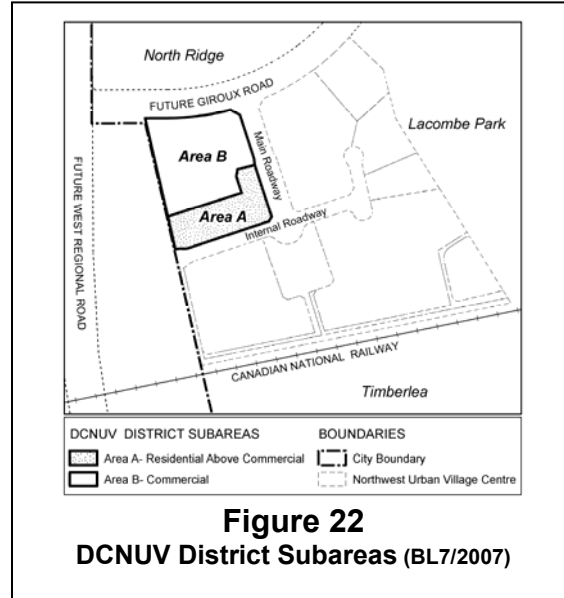 North Ridge
FUTURE GIROUX ROAD
Lacombe Park
Area B
Main Roadway
FUTURE WEST REGIONAL ROAD
Area A
Internal Roadway
CANADIAN NATIONAL RAILWAY
Timberlea
DCNUV DISTRICT SUBAREAS
Area A- Residential Above Commercial
Area B- Commercial
BOUNDARIES
City Boundary
Northwest Urban Village Centre
Figure 22
DCNUV District Subareas (BL7/2007)